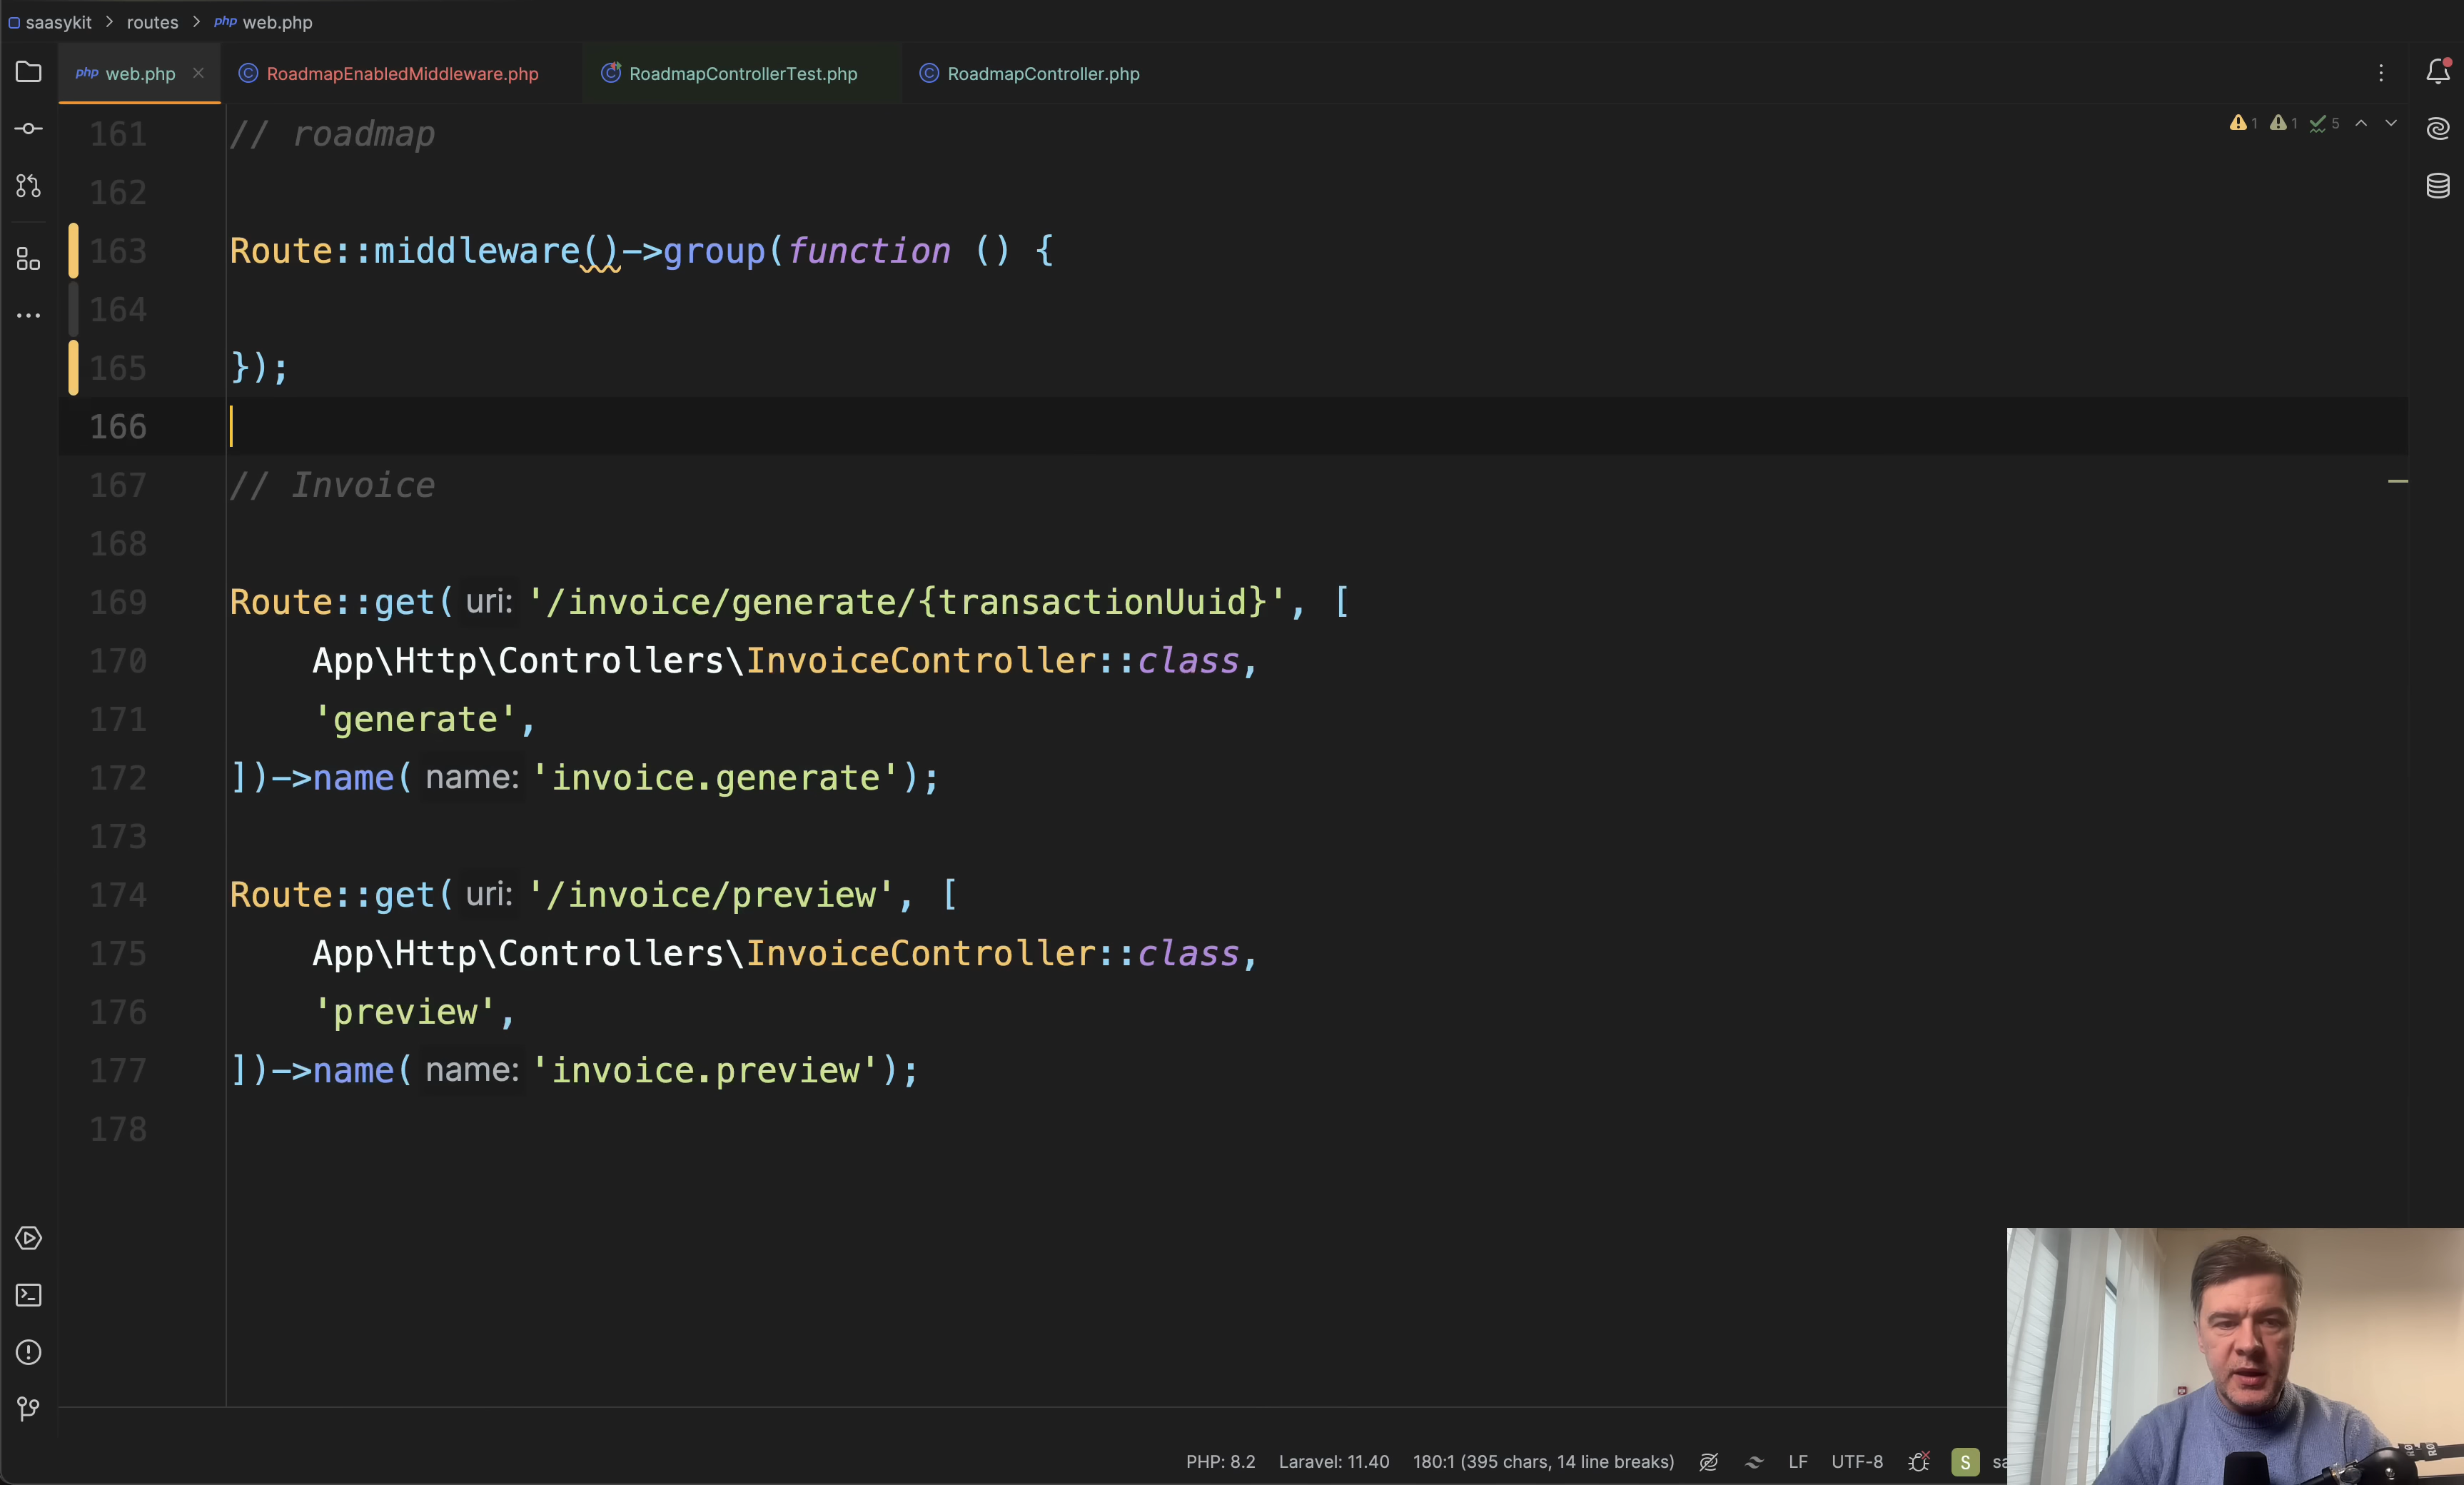 saasykit > routes > php web.php
php web.php × RoadmapEnabledMiddleware.php RoadmapControllerTest.php RoadmapController.php
1 1 5
161 // roadmap
162
163 Route::middleware()->group(function () {
164
165 });
166
167 // Invoice
168
169 Route::get( uri: '/invoice/generate/{transactionUuid}', [
170 App\Http\Controllers\InvoiceController::class,
171 'generate',
172 ])->name( name: 'invoice.generate');
173
174 Route::get( uri: '/invoice/preview', [
175 App\Http\Controllers\InvoiceController::class,
176 'preview',
177 ])->name( name: 'invoice.preview');
178
PHP: 8.2 Laravel: 11.40 180:1 (395 chars, 14 line breaks) LF UTF-8 S